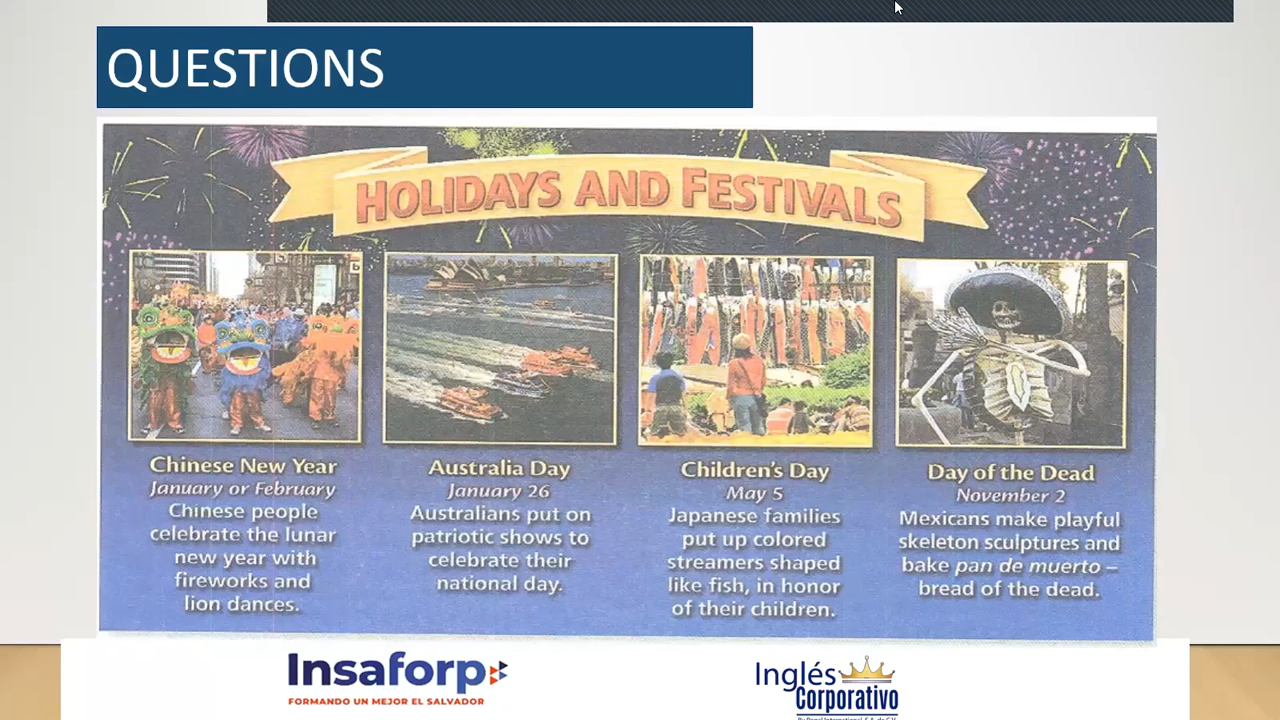 QUESTIONS
HOLIDAYS AND FESTIVALS
Chinese New Year
January or February
Chinese people
celebrate the lunar
new year with
fireworks and
lion dances.
Australia Day
January 26
Australians put on
patriotic shows to
celebrate their
national day.
Children's Day
May 5
Japanese families
put up colored
streamers shaped
like fish, in honor
of their children.
Day of the Dead
November 2
Mexicans make playful
skeleton sculptures and
bake pan de muerto –
bread of the dead.
Insaforp
FORMANDO UN MEJOR EL SALVADOR
Inglés
Corporativo